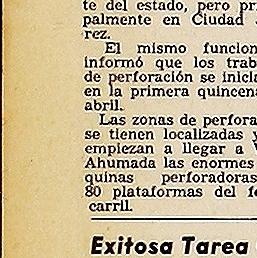 te del estado, pero pri
palmente en Ciudad
rez.
El mismo funcion
informó que los trab
de perforación se inicia
en la primera quincena
abril.
Las zonas de perfora
se tienen localizadas y
empiezan a llegar a V
Ahumada las enormes
quinas perforadoras
80 plataformas del fe
carril.
Exitosa Tarea